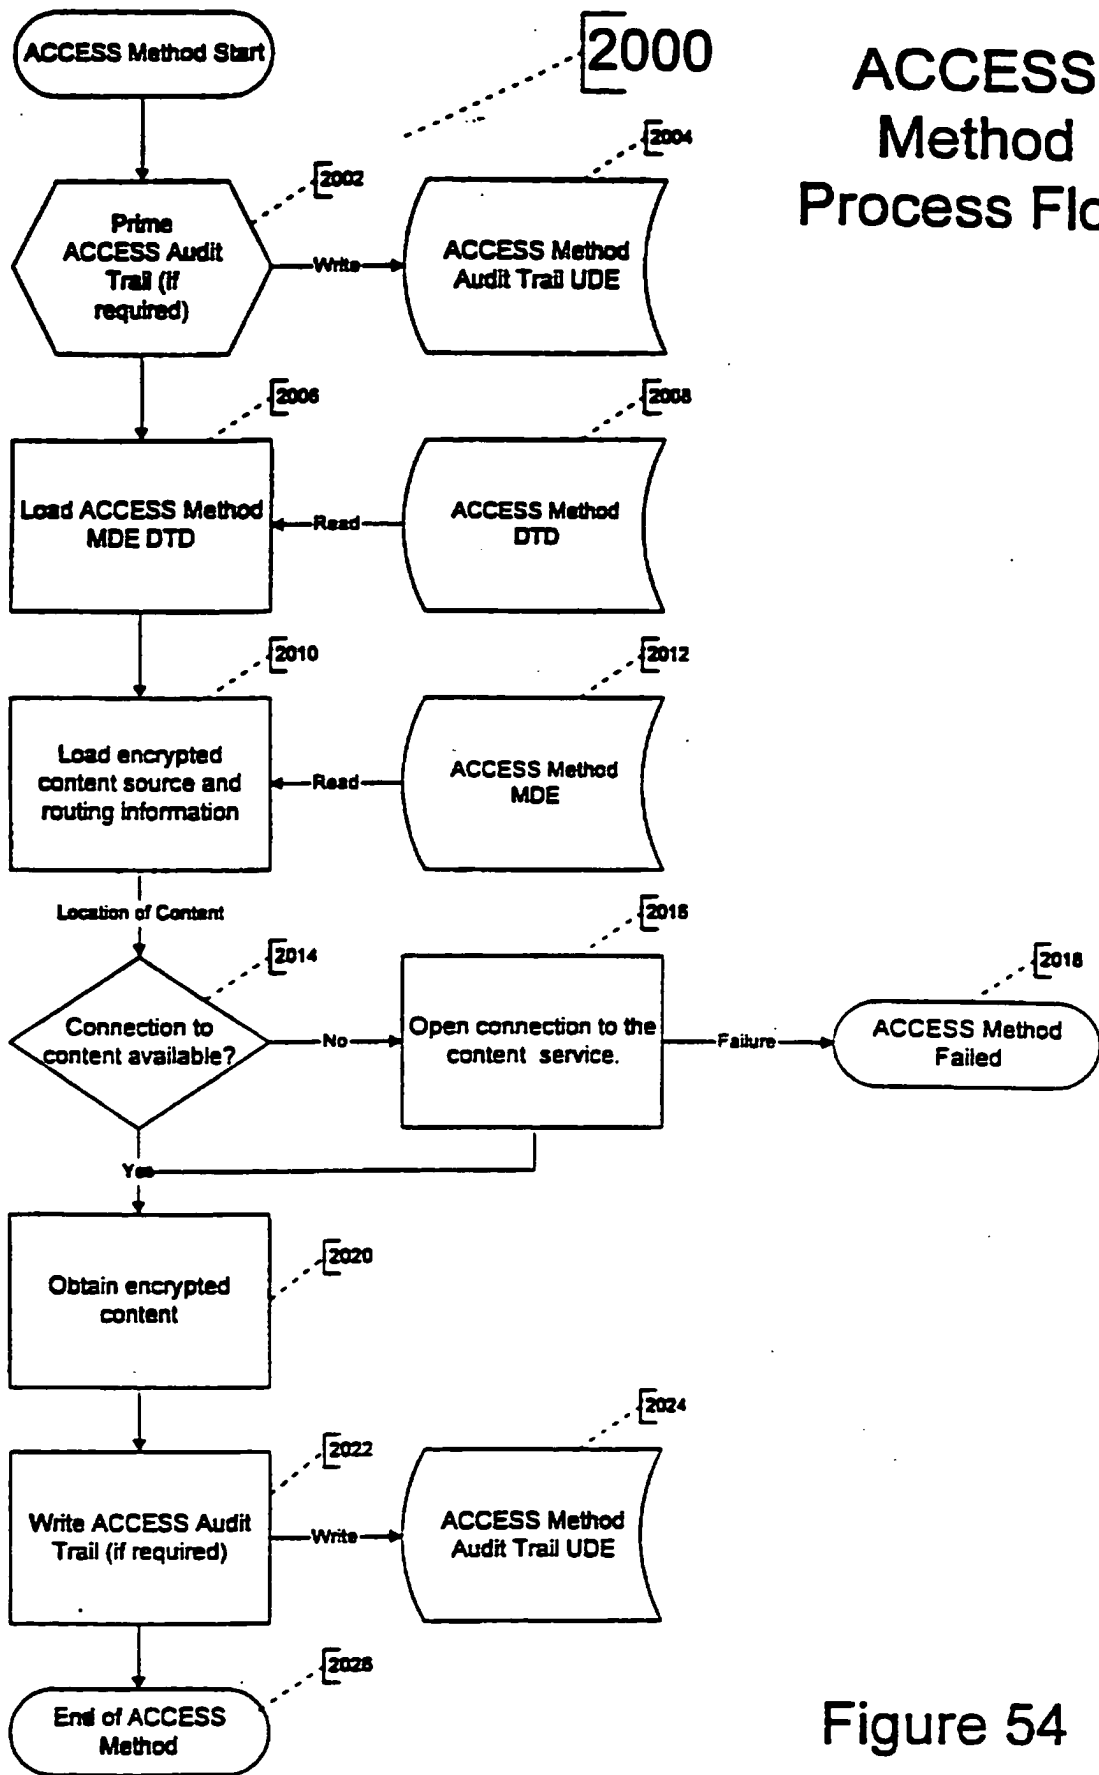 ACCESS Method Start
2000
ACCESS
Method
Process Flo
2002
2004
Prime
ACCESS Audit
Trail (if
required)
Write
ACCESS Method
Audit Trail UDE
2006
2008
Load ACCESS Method
MDE DTD
Read
ACCESS Method
DTD
2010
2012
Load encrypted
content source and
routing information
Read
ACCESS Method
MDE
Location of Content
2014
2016
2018
Connection to
content available?
No
Open connection to the
content service.
Failure
ACCESS Method
Failed
Yes
2020
Obtain encrypted
content
2022
2024
Write ACCESS Audit
Trail (if required)
Write
ACCESS Method
Audit Trail UDE
2026
End of ACCESS
Method
Figure 54